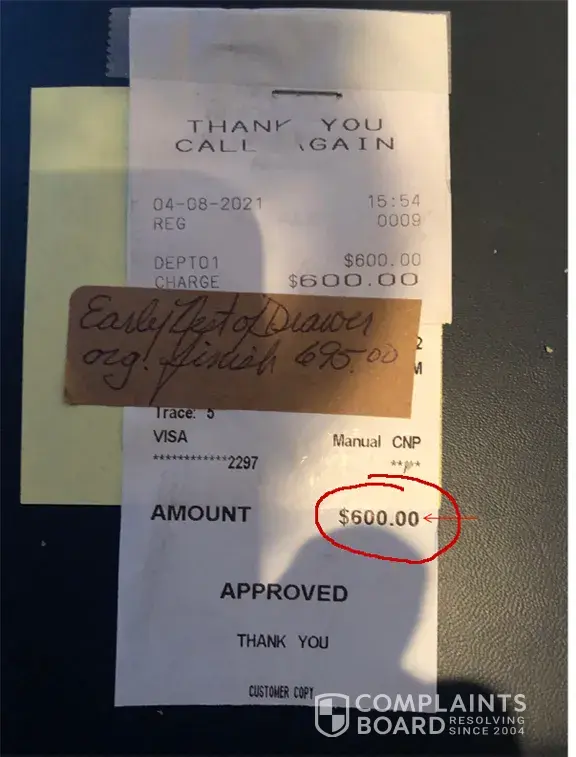 THANK YOU
CALL AGAIN
04-08-2021 15:54
REG 0009
DEPT01 $600.00
CHARGE $600.00
Early Nest of Drawer
org. finish 695.00
2
M
Trace: 5
VISA Manual CNP
************2297
AMOUNT $600.00
APPROVED
THANK YOU
CUSTOMER COPY
COMPLAINTS
BOARD RESOLVING
SINCE 2004